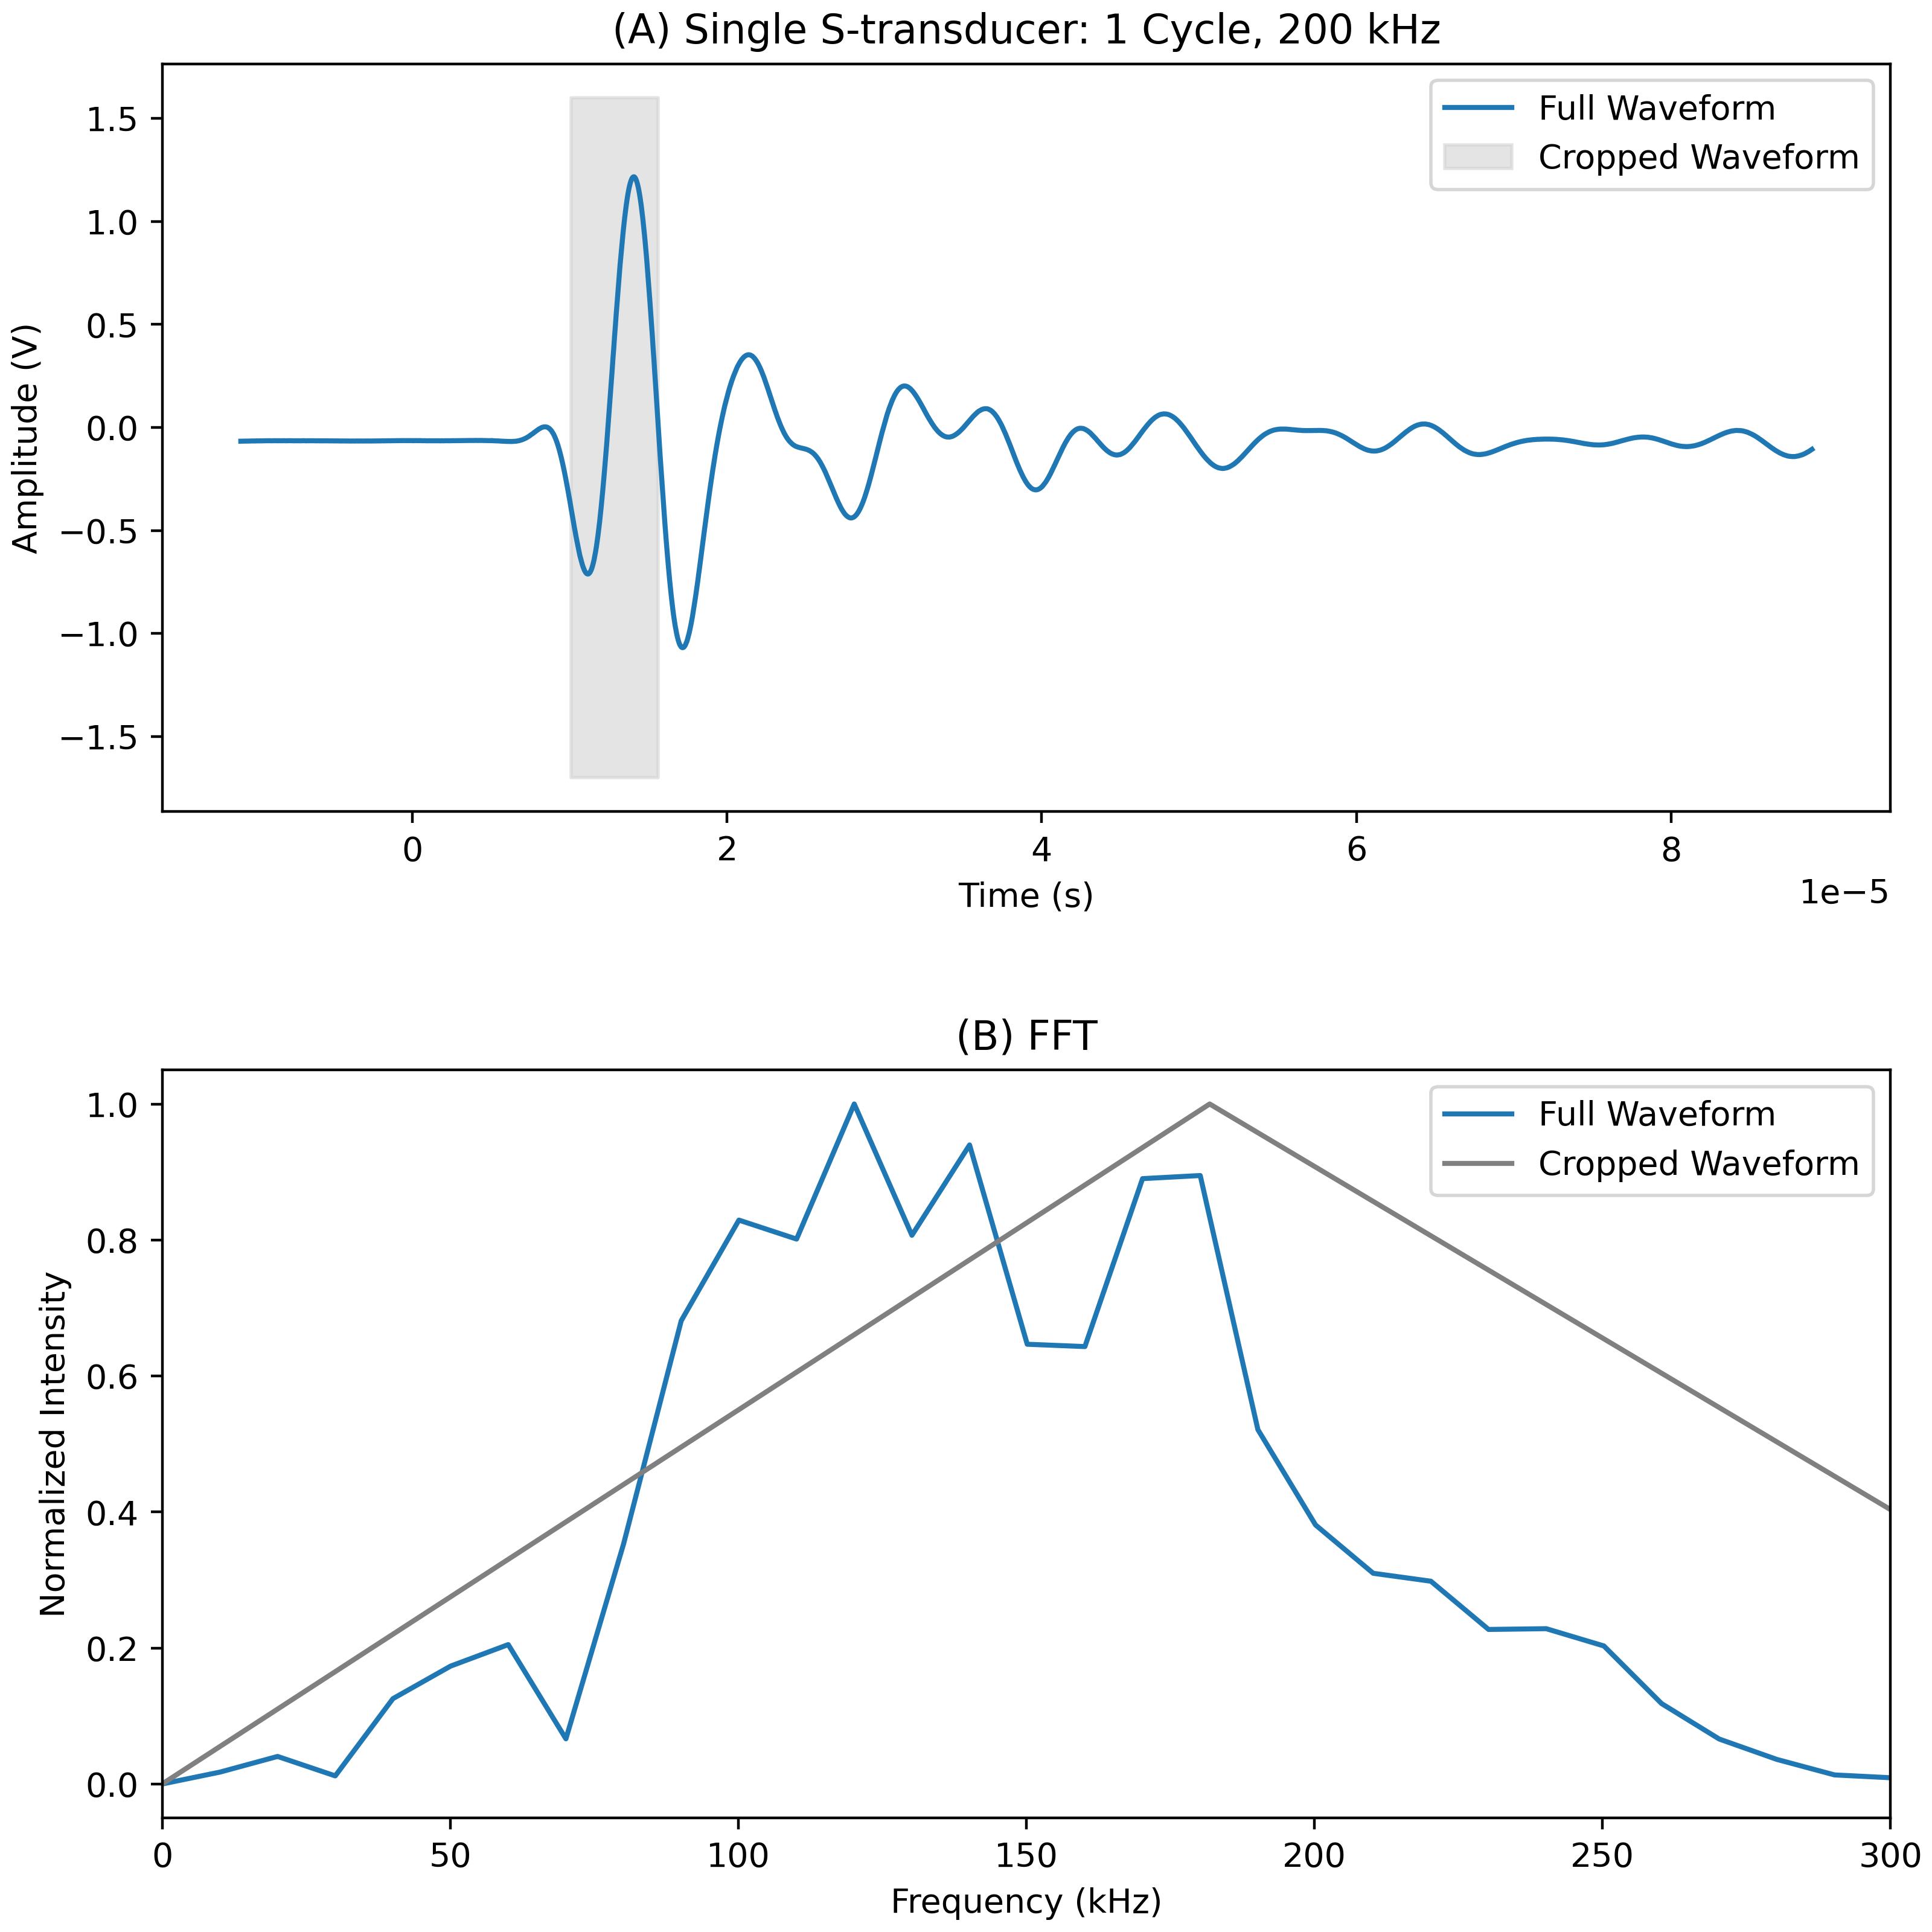 (A) Single S-transducer: 1 Cycle, 200 kHz
Full Waveform
Cropped Waveform
1.5
1.0
0.5
0.0
−0.5
−1.0
−1.5
Amplitude (V)
0 2 4 6 8
Time (s)
1e−5
(B) FFT
Full Waveform
Cropped Waveform
1.0
0.8
0.6
0.4
0.2
0.0
Normalized Intensity
0 50 100 150 200 250 300
Frequency (kHz)